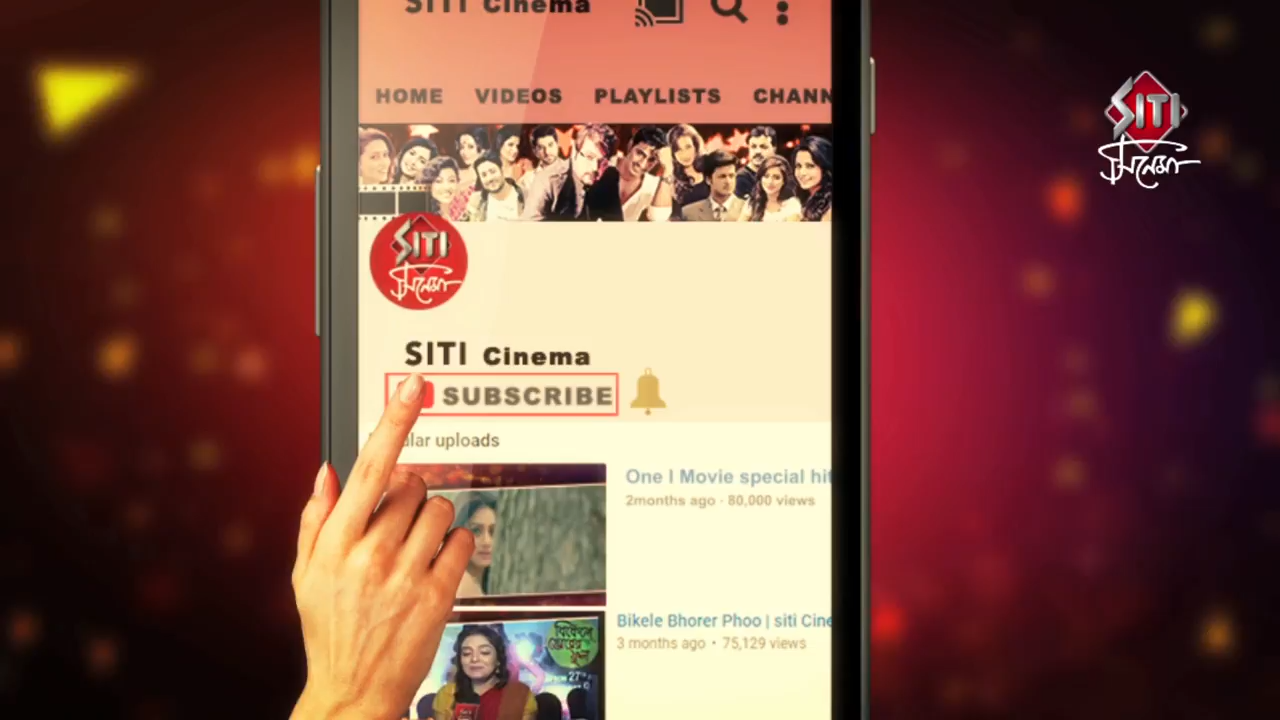 SITI Cinema
HOME VIDEOS PLAYLISTS CHANN
SITI
সিনেমা
SITI
সিনেমা
SITI Cinema
SUBSCRIBE
lar uploads
One I Movie special hit
2months ago · 80,000 views
Bikele Bhorer Phoo | siti Cine
3 months ago • 75,129 views
বিকেলে
ভোরের
ফুল
27